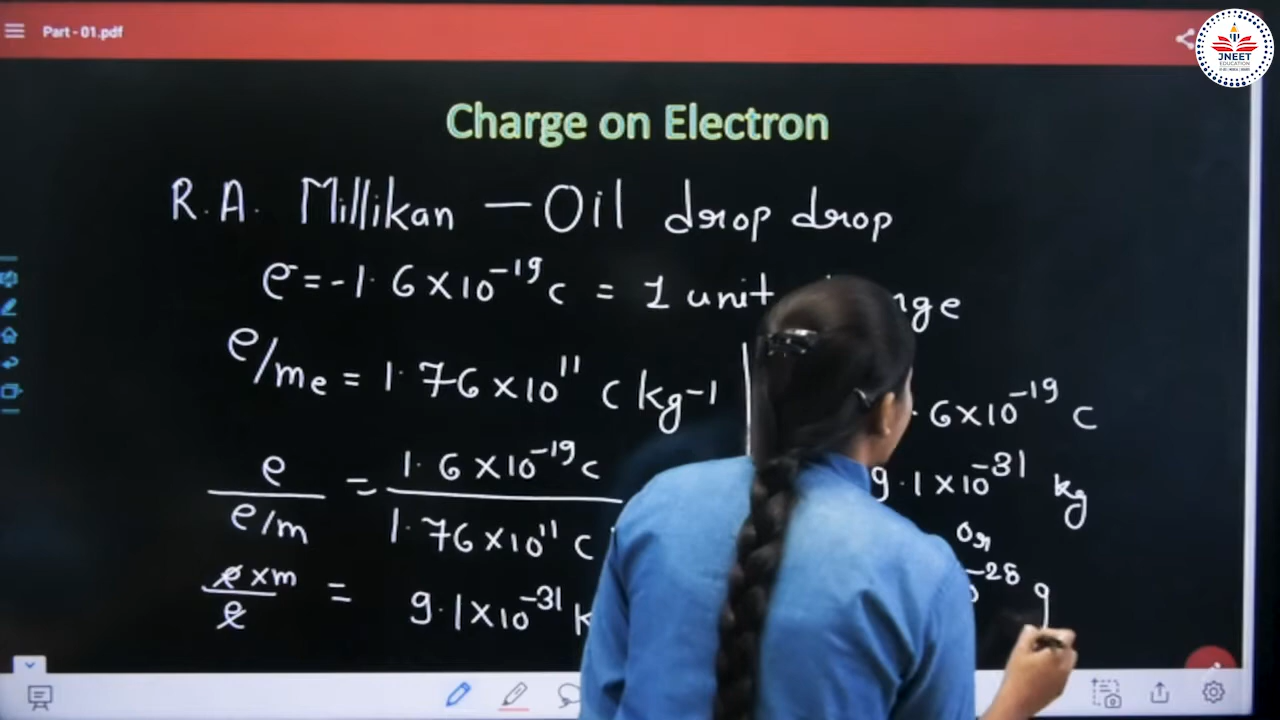 Part - 01.pdf
JNEET
EDUCATION
Charge on Electron
R.A. Millikan — Oil drop drop
e = -1.6×10⁻¹⁹ C = 1 unit
e/mₑ = 1.76×10¹¹ C kg⁻¹
.6×10⁻¹⁹ C
e / e/m = 1.6×10⁻¹⁹ C / 1.76×10¹¹ C
9.1×10⁻³¹ kg
or
⁻²⁸ g
e×m / e = 9.1×10⁻³¹ k